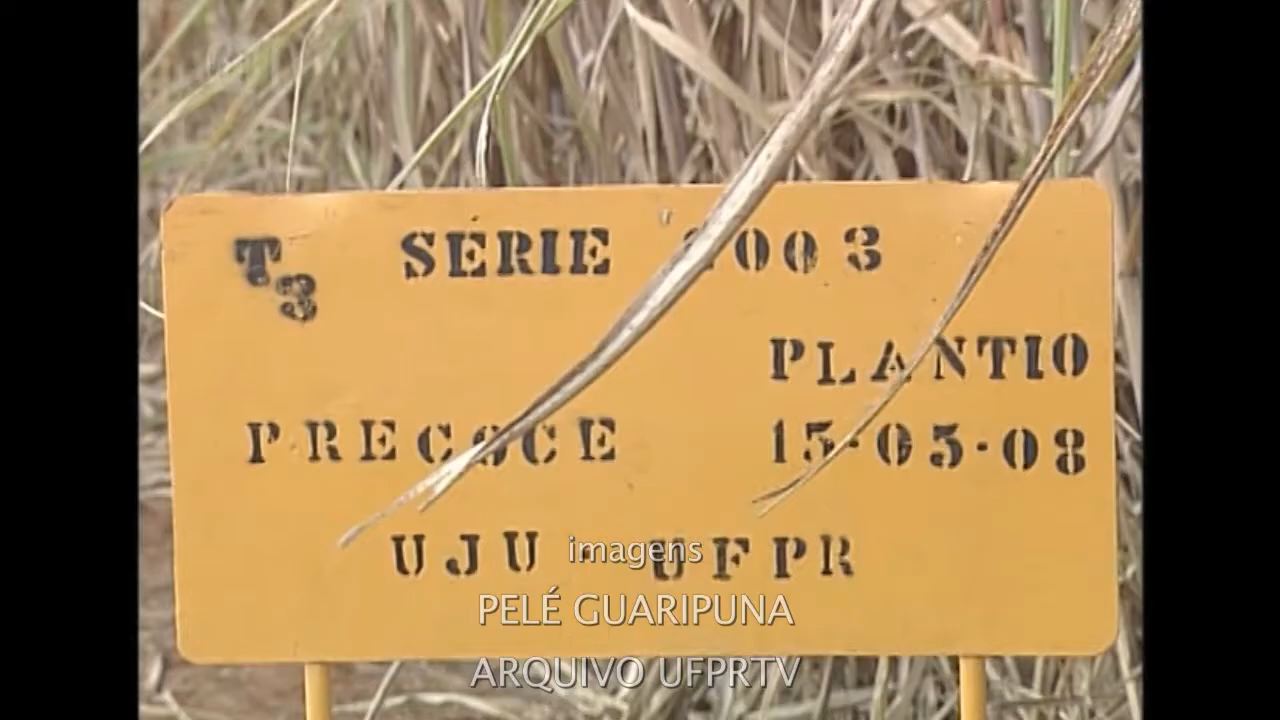 T3 SÉRIE 2003
PLANTIO
PRECOCE 15·05·08
UJU - UFPR
imagens
PELÉ GUARIPUNA
ARQUIVO UFPRTV